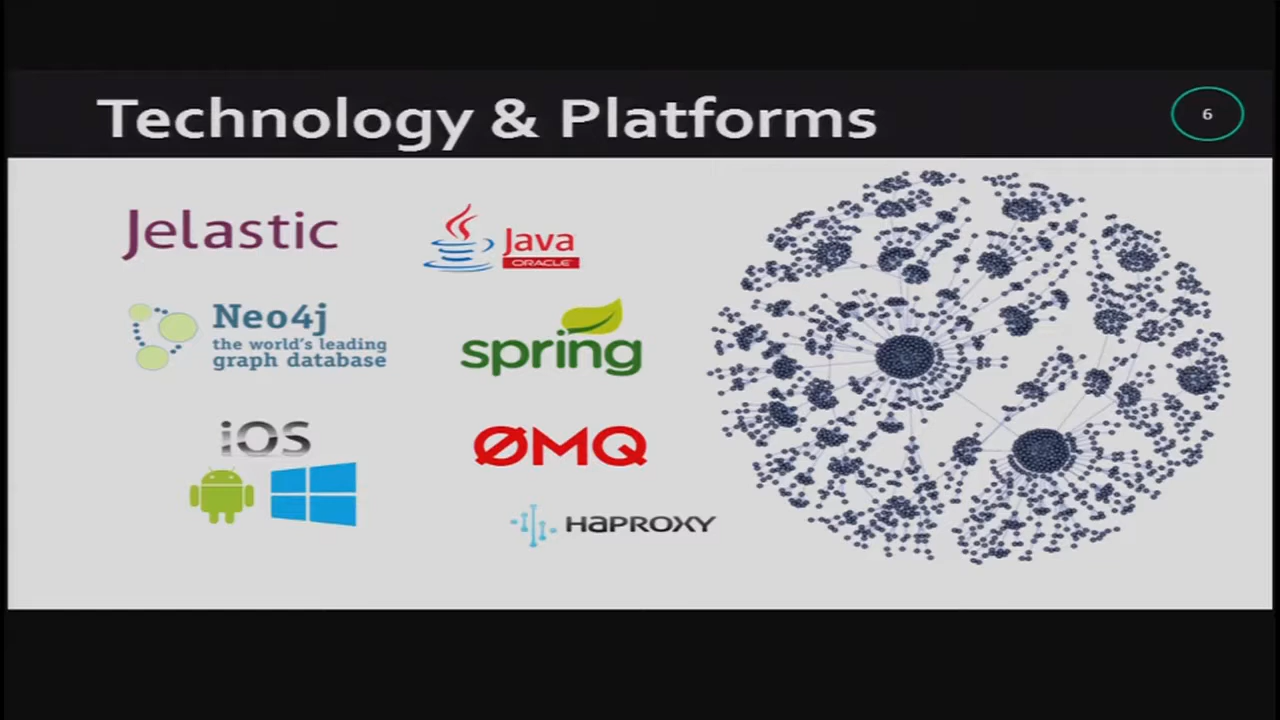 Technology & Platforms
6
Jelastic
Java
ORACLE
Neo4j
the world's leading
graph database
spring
iOS
ØMQ
HAPROXY